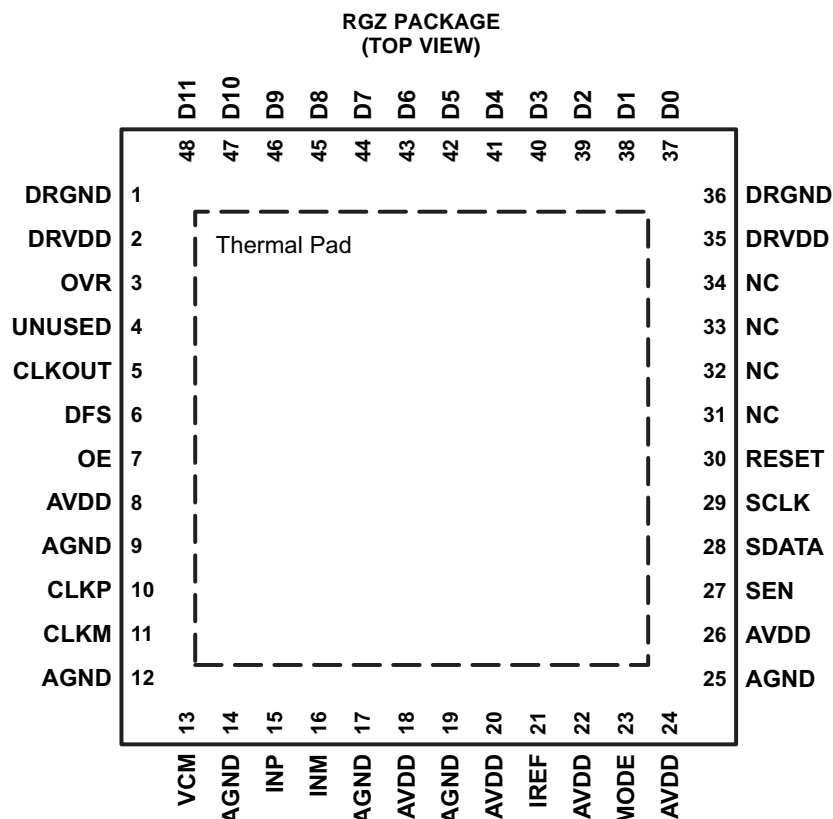 RGZ PACKAGE
(TOP VIEW)
D11 D10 D9 D8 D7 D6 D5 D4 D3 D2 D1 D0
48 47 46 45 44 43 42 41 40 39 38 37
DRGND 1 36 DRGND
DRVDD 2 Thermal Pad 35 DRVDD
OVR 3 34 NC
UNUSED 4 33 NC
CLKOUT 5 32 NC
DFS 6 31 NC
OE 7 30 RESET
AVDD 8 29 SCLK
AGND 9 28 SDATA
CLKP 10 27 SEN
CLKM 11 26 AVDD
AGND 12 25 AGND
13 14 15 16 17 18 19 20 21 22 23 24
VCM AGND INP INM AGND AVDD AGND AVDD IREF AVDD MODE AVDD